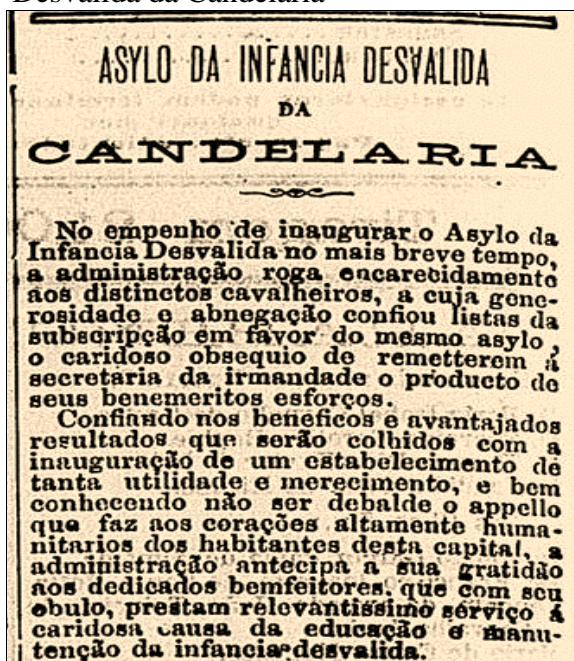 Desvalida da Candelaria
ASYLO DA INFANCIA DESVALIDA
DA
CANDELARIA
No empenho de inaugurar o Asylo da
Infancia Desvalida no mais breve tempo,
a administração roga encarecidamente
aos distinctos cavalheiros, a cuja gene-
rosidade e abnegação confiou listas da
subscripção em favor do mesmo asylo,
o caridoso obsequio de remetterem á
secretaria da irmandade o producto de
seus benemeritos esforços.
Confiando nos beneficos e avantajados
resultados que serão colhidos com a
inauguração de um estabelecimento de
tanta utilidade e merecimento, e bem
conhecendo não ser debalde o appello
que faz aos corações altamente huma-
nitarios dos habitantes desta capital, a
administração antecipa a sua gratidão
aos dedicados bemfeitores, que com seu
obulo, prestam relevantissimo serviço á
caridosa causa da educação e manu-
tenção da infancia desvalida.